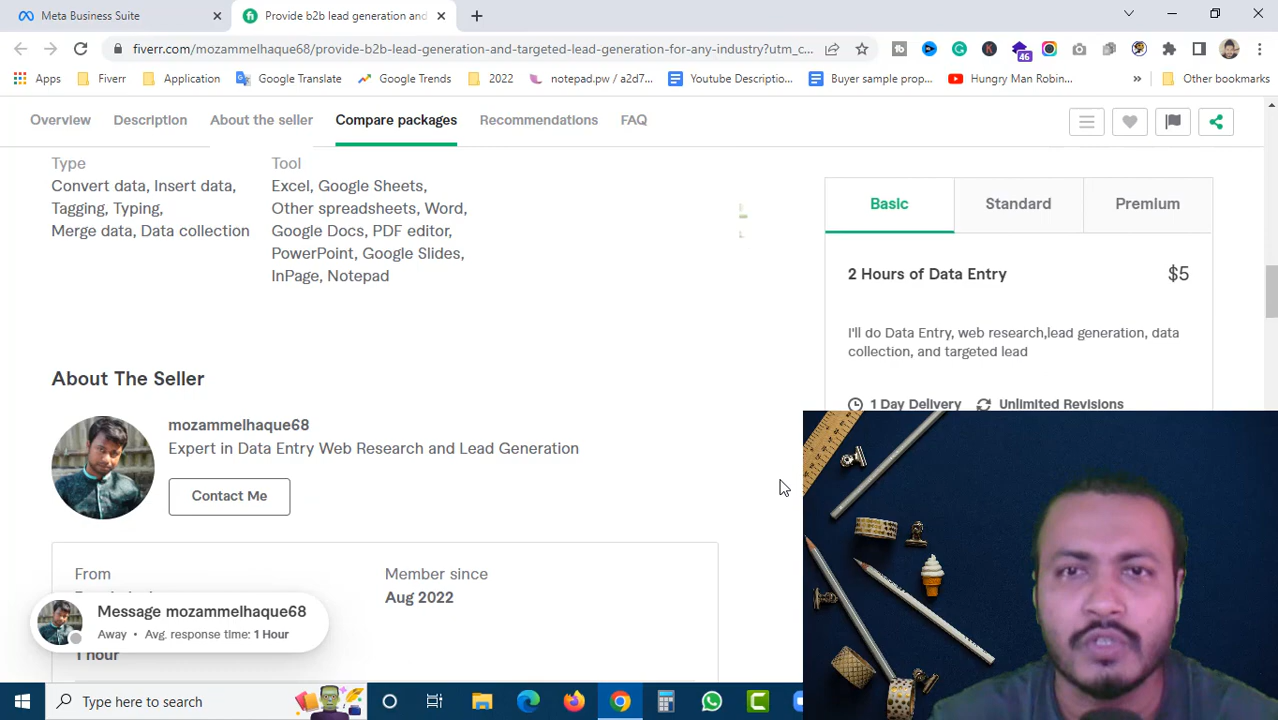 Meta Business Suite
Provide b2b lead generation and
fiverr.com/mozammelhaque68/provide-b2b-lead-generation-and-targeted-lead-generation-for-any-industry?utm_c...
46
Apps
Fiverr
Application
Google Translate
Google Trends
2022
notepad.pw / a2d7...
Youtube Descriptio...
Buyer sample prop...
Hungry Man Robin...
»
Other bookmarks
Overview
Description
About the seller
Compare packages
Recommendations
FAQ
Type
Convert data, Insert data,
Tagging, Typing,
Merge data, Data collection
Tool
Excel, Google Sheets,
Other spreadsheets, Word,
Google Docs, PDF editor,
PowerPoint, Google Slides,
InPage, Notepad
Basic
Standard
Premium
2 Hours of Data Entry
$5
I'll do Data Entry, web research,lead generation, data
collection, and targeted lead
1 Day Delivery
Unlimited Revisions
About The Seller
mozammelhaque68
Expert in Data Entry Web Research and Lead Generation
Contact Me
From
Member since
Aug 2022
Message mozammelhaque68
Away • Avg. response time: 1 Hour
1 hour
Type here to search